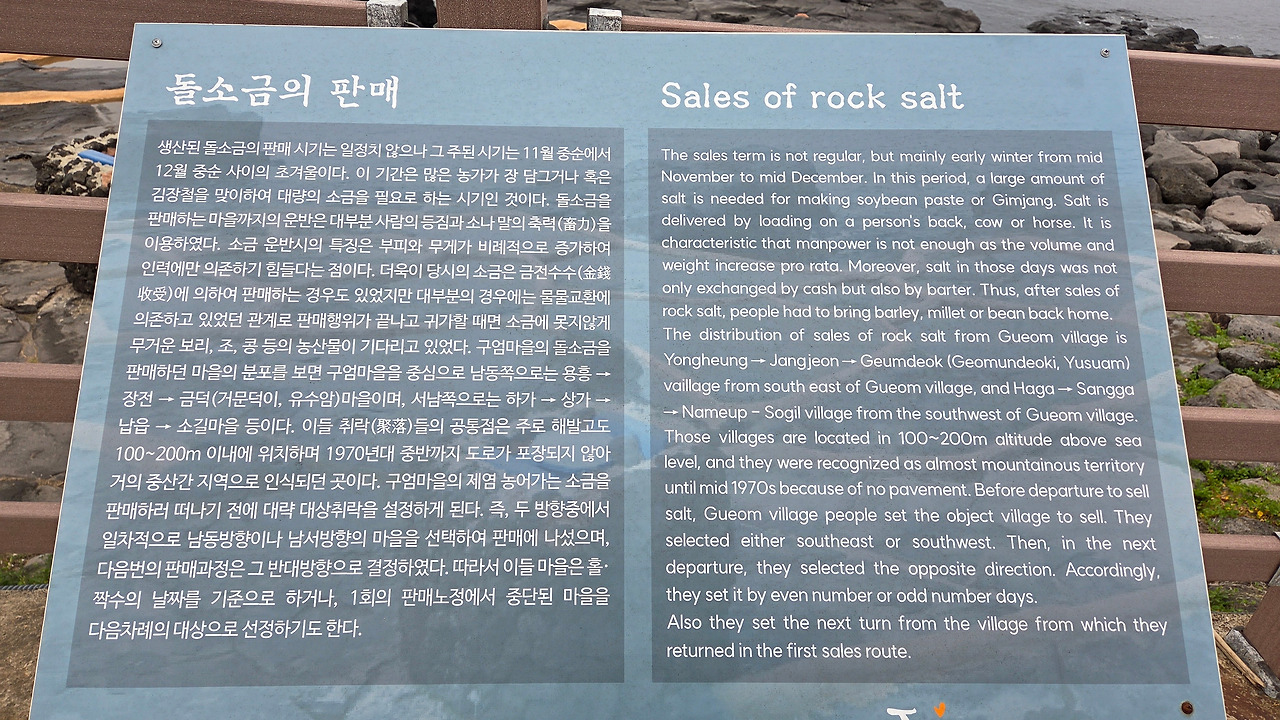 돌소금의 판매
생산된 돌소금의 판매 시기는 일정치 않으나 그 주된 시기는 11월 중순에서
12월 중순 사이의 초겨울이다. 이 기간은 많은 농가가 장 담그거나 혹은
김장철을 맞이하여 대량의 소금을 필요로 하는 시기인 것이다. 돌소금을
판매하는 마을까지의 운반은 대부분 사람의 등짐과 소나 말의 축력(畜力)을
이용하였다. 소금 운반시의 특징은 부피와 무게가 비례적으로 증가하여
인력에만 의존하기 힘들다는 점이다. 더욱이 당시의 소금은 금전수수(金錢
收受)에 의하여 판매하는 경우도 있었지만 대부분의 경우에는 물물교환에
의존하고 있었던 관계로 판매행위가 끝나고 귀가할 때면 소금에 못지않게
무거운 보리, 조, 콩 등의 농산물이 기다리고 있었다. 구엄마을의 돌소금을
판매하던 마을의 분포를 보면 구엄마을을 중심으로 남동쪽으로는 용흥 →
장전 → 금덕(거문덕이, 유수암)마을이며, 서남쪽으로는 하가 → 상가 →
납읍 → 소길마을 등이다. 이들 취락(聚落)들의 공통점은 주로 해발고도
100~200m 이내에 위치하며 1970년대 중반까지 도로가 포장되지 않아
거의 중산간 지역으로 인식되던 곳이다. 구엄마을의 제염 농어가는 소금을
판매하러 떠나기 전에 대략 대상취락을 설정하게 된다. 즉, 두 방향중에서
일차적으로 남동방향이나 남서방향의 마을을 선택하여 판매에 나섰으며,
다음번의 판매과정은 그 반대방향으로 결정하였다. 따라서 이들 마을은 홀·
짝수의 날짜를 기준으로 하거나, 1회의 판매노정에서 중단된 마을을
다음차례의 대상으로 선정하기도 한다.
Sales of rock salt
The sales term is not regular, but mainly early winter from mid
November to mid December. In this period, a large amount of
salt is needed for making soybean paste or Gimjang. Salt is
delivered by loading on a person's back, cow or horse. It is
characteristic that manpower is not enough as the volume and
weight increase pro rata. Moreover, salt in those days was not
only exchanged by cash but also by barter. Thus, after sales of
rock salt, people had to bring barley, millet or bean back home.
The distribution of sales of rock salt from Gueom village is
Yongheung → Jangjeon → Geumdeok (Geomundeoki, Yusuam)
vaillage from south east of Gueom village, and Haga → Sangga
→ Nameup – Sogil village from the southwest of Gueom village.
Those villages are located in 100~200m altitude above sea
level, and they were recognized as almost mountainous territory
until mid 1970s because of no pavement. Before departure to sell
salt, Gueom village people set the object village to sell. They
selected either southeast or southwest. Then, in the next
departure, they selected the opposite direction. Accordingly,
they set it by even number or odd number days.
Also they set the next turn from the village from which they
returned in the first sales route.